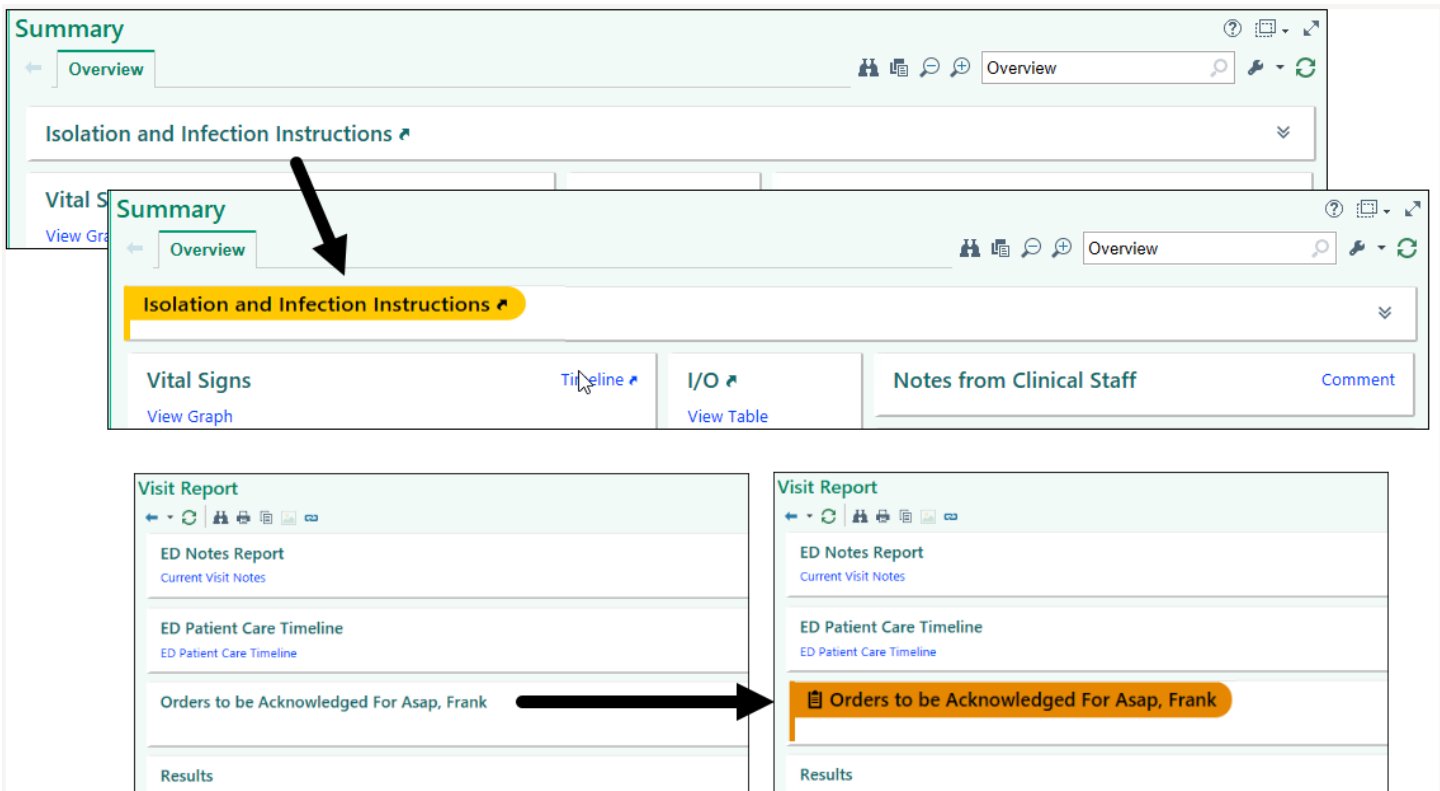 Summary
Overview
Overview
Isolation and Infection Instructions
Vital S
View Gra
Summary
Overview
Overview
Isolation and Infection Instructions
Vital Signs
Timeline
I/O
Notes from Clinical Staff
Comment
View Graph
View Table
Visit Report
ED Notes Report
Current Visit Notes
ED Patient Care Timeline
ED Patient Care Timeline
Orders to be Acknowledged For Asap, Frank
Results
Visit Report
ED Notes Report
Current Visit Notes
ED Patient Care Timeline
ED Patient Care Timeline
Orders to be Acknowledged For Asap, Frank
Results